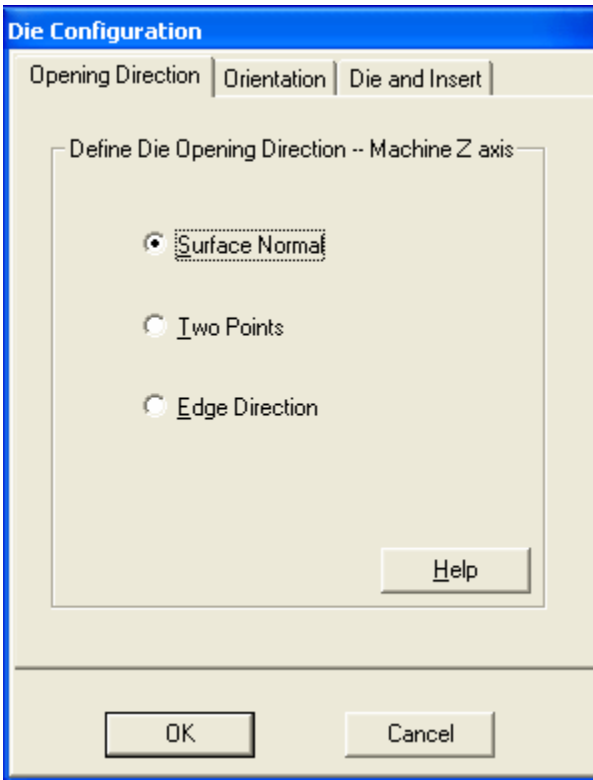 Die Configuration
Opening Direction Orientation Die and Insert
Define Die Opening Direction -- Machine Z axis
Surface Normal
Two Points
Edge Direction
Help
OK Cancel